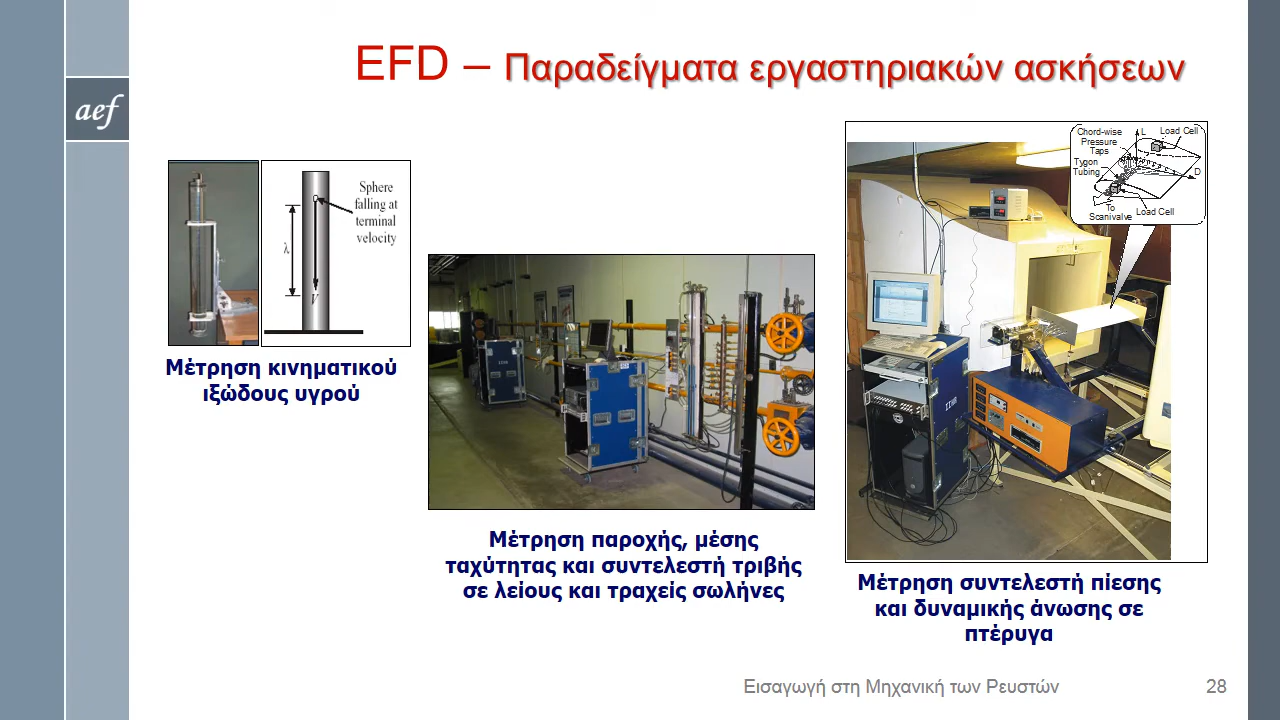 EFD – Παραδείγματα εργαστηριακών ασκήσεων
aef
Sphere
falling at
terminal
velocity
λ
V
Μέτρηση κινηματικού
ιξώδους υγρού
Μέτρηση παροχής, μέσης
ταχύτητας και συντελεστή τριβής
σε λείους και τραχείς σωλήνες
Chord-wise
Pressure
Taps
Tygon
Tubing
L
Load Cell
D
To
Scanivalve
Load Cell
Μέτρηση συντελεστή πίεσης
και δυναμικής άνωσης σε
πτέρυγα
Εισαγωγή στη Μηχανική των Ρευστών
28